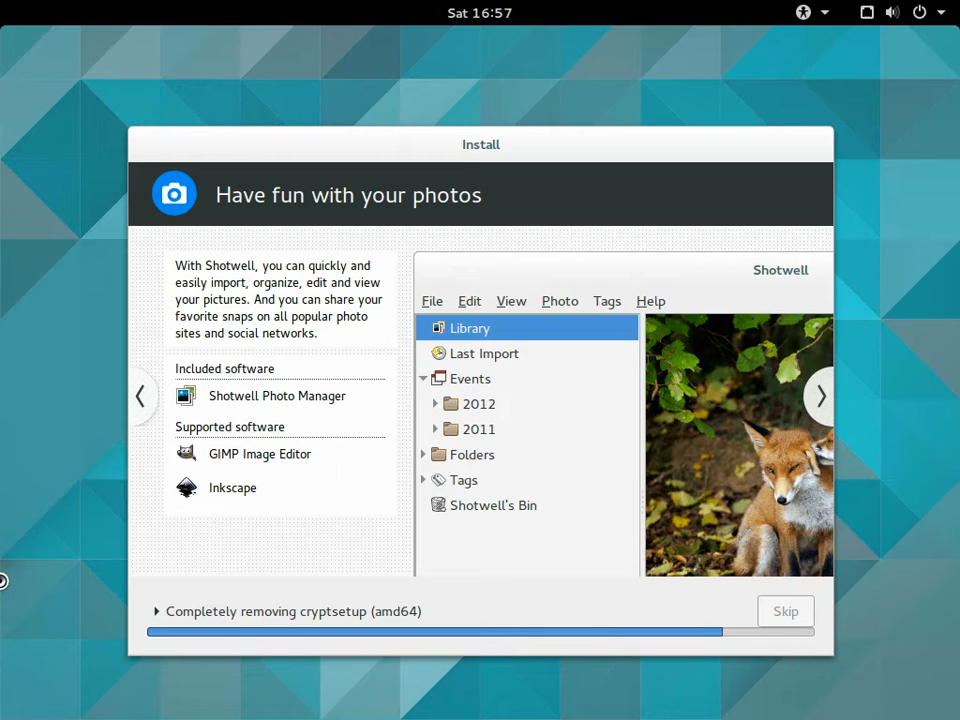 Sat 16:57
Install
Have fun with your photos
With Shotwell, you can quickly and
easily import, organize, edit and view
your pictures. And you can share your
favorite snaps on all popular photo
sites and social networks.
Included software
Shotwell Photo Manager
Supported software
GIMP Image Editor
Inkscape
Shotwell
File Edit View Photo Tags Help
Library
Last Import
Events
2012
2011
Folders
Tags
Shotwell's Bin
Completely removing cryptsetup (amd64)
Skip